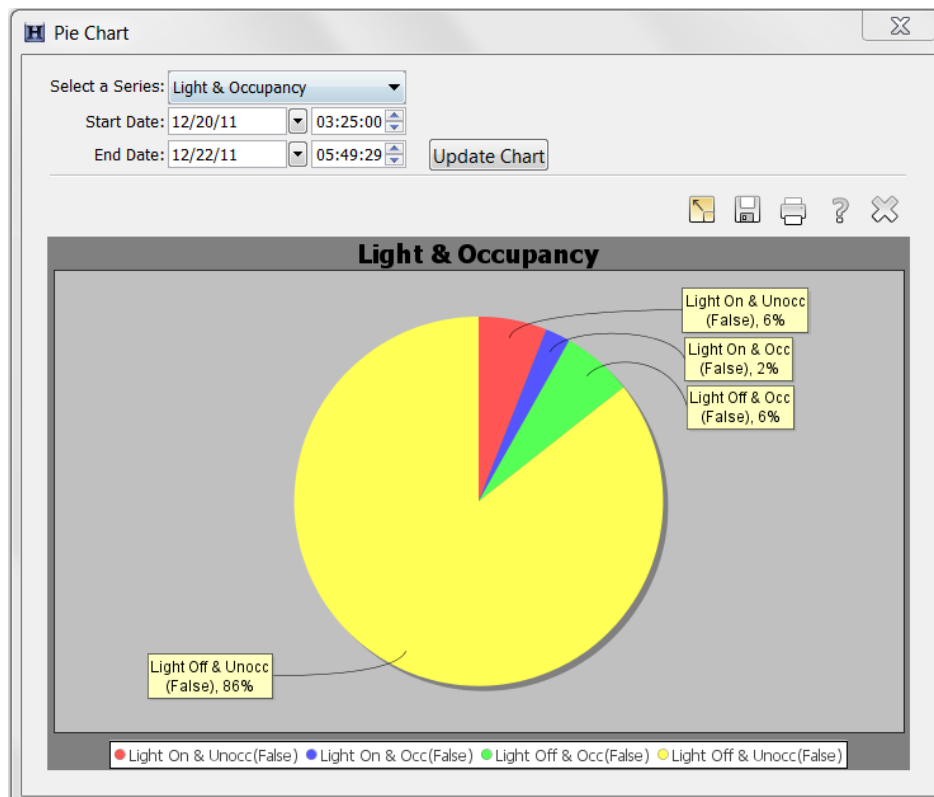 Pie Chart
Select a Series: Light & Occupancy
Start Date: 12/20/11 03:25:00
End Date: 12/22/11 05:49:29 Update Chart
Light & Occupancy
Light On & Unocc
(False), 6%
Light On & Occ
(False), 2%
Light Off & Occ
(False), 6%
Light Off & Unocc
(False), 86%
Light On & Unocc(False) Light On & Occ(False) Light Off & Occ(False) Light Off & Unocc(False)